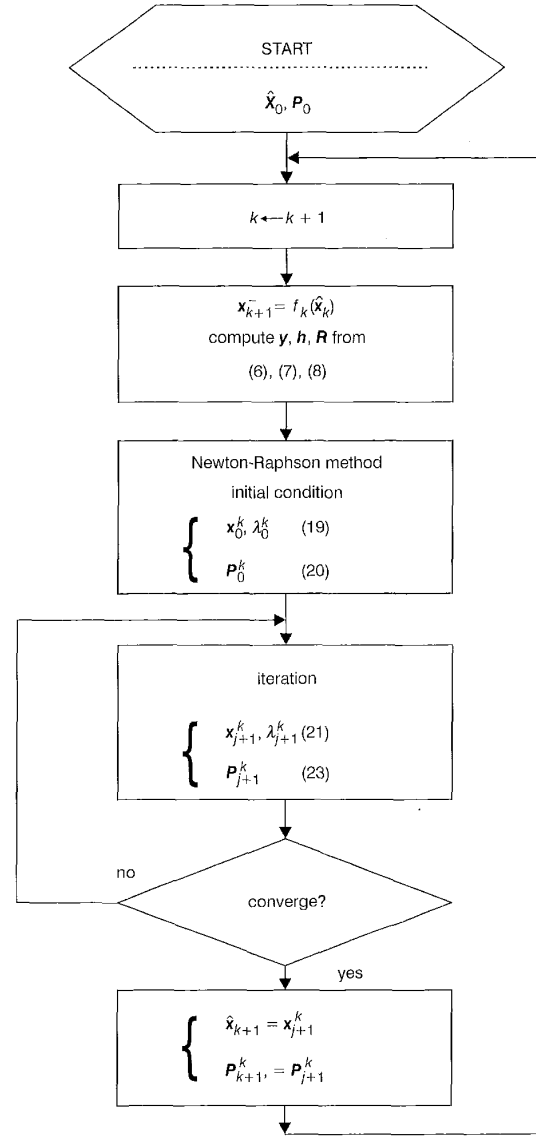 START
X̂₀, P₀
k ← k + 1
x⁻ₖ₊₁ = fₖ(x̂ₖ)
compute y, h, R from
(6), (7), (8)
Newton-Raphson method
initial condition
{ x₀ᵏ, λ₀ᵏ (19)
P₀ᵏ (20)
iteration
{ xⱼ₊₁ᵏ, λⱼ₊₁ᵏ (21)
Pⱼ₊₁ᵏ (23)
no
converge?
yes
{ x̂ₖ₊₁ = xⱼ₊₁ᵏ
Pₖ₊₁ᵏ, = Pⱼ₊₁ᵏ